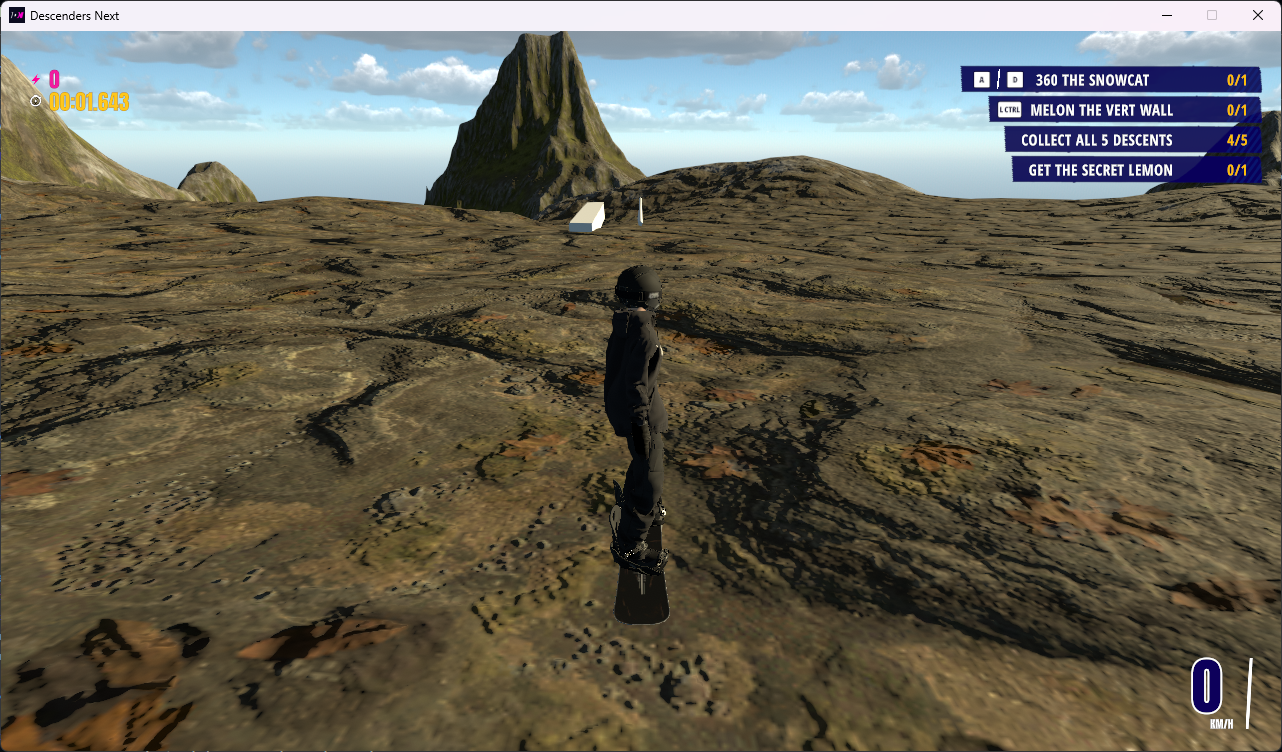 Descenders Next
0
00:01.643
A / D 360 THE SNOWCAT 0/1
L CTRL MELON THE VERT WALL 0/1
COLLECT ALL 5 DESCENTS 4/5
GET THE SECRET LEMON 0/1
0
KM/H